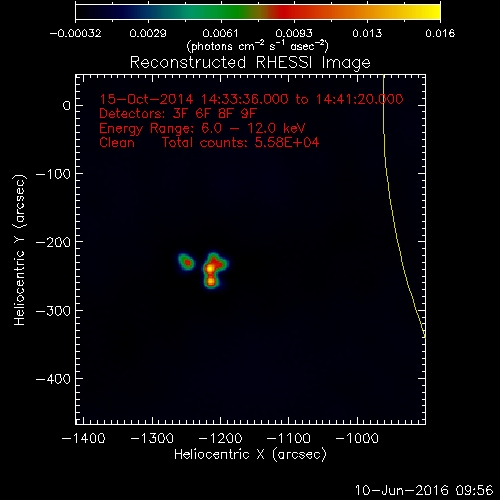 −0.00032 0.0029 0.0061 0.0093 0.013 0.016
(photons cm⁻² s⁻¹ asec⁻²)
Reconstructed RHESSI Image
15-Oct-2014 14:33:36.000 to 14:41:20.000
Detectors: 3F 6F 8F 9F
Energy Range: 6.0 − 12.0 keV
Clean Total counts: 5.58E+04
0
−100
−200
−300
−400
Heliocentric Y (arcsec)
−1400 −1300 −1200 −1100 −1000
Heliocentric X (arcsec)
10-Jun-2016 09:56